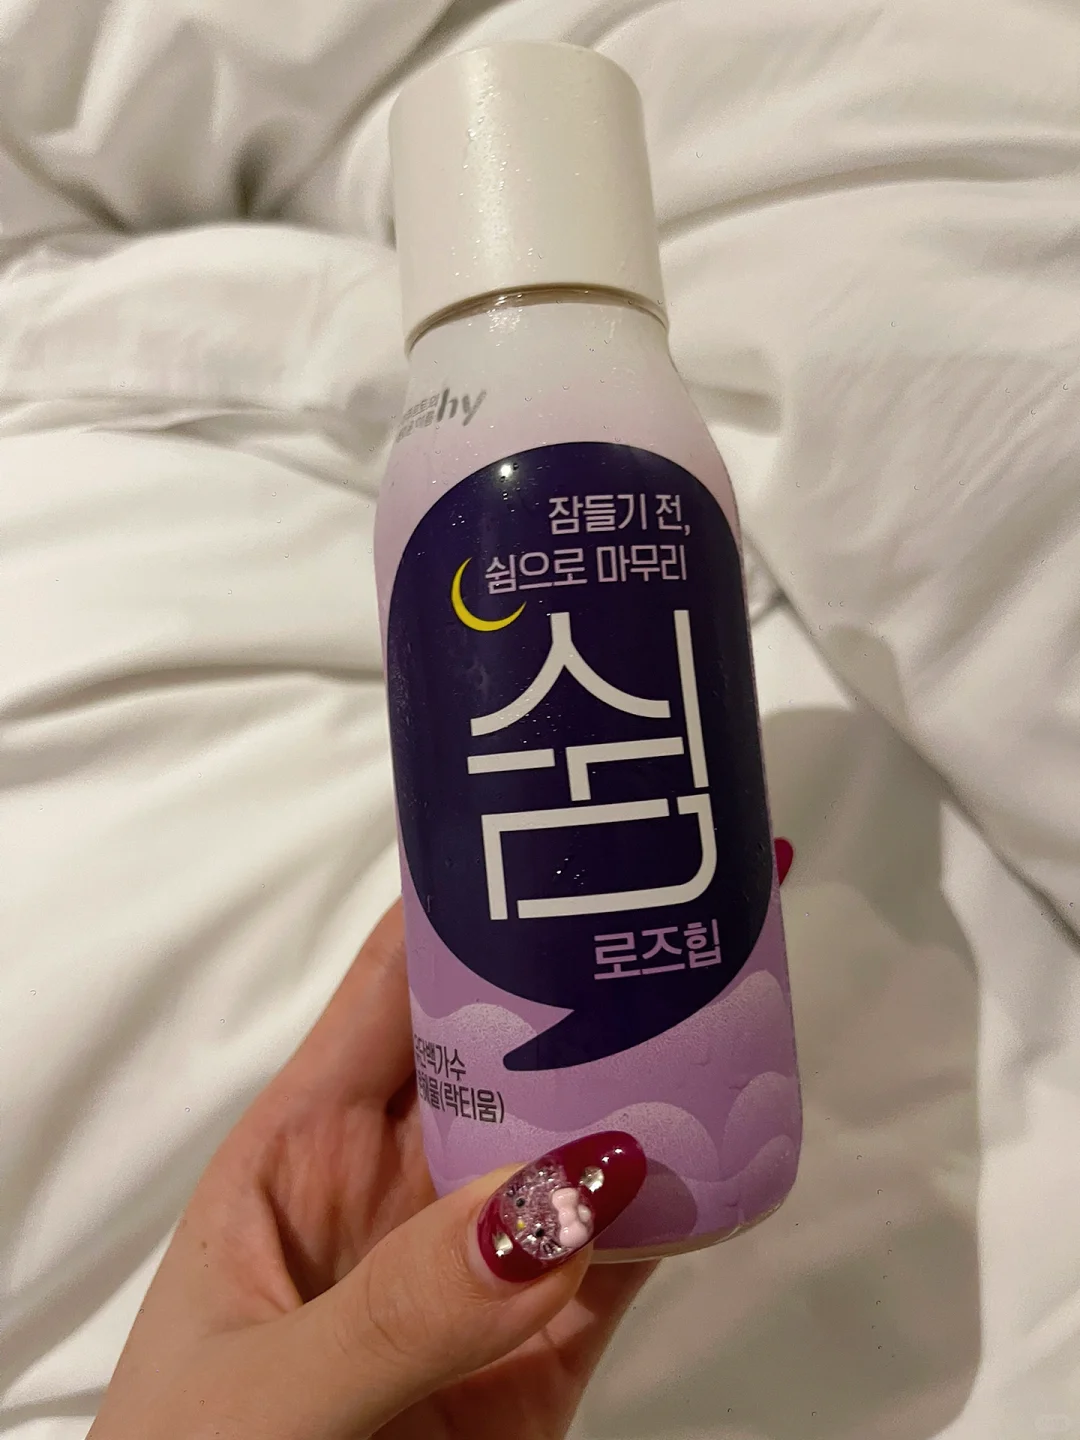 hy
잠들기 전,
쉼으로 마무리
쉼
로즈힙
(락티움)